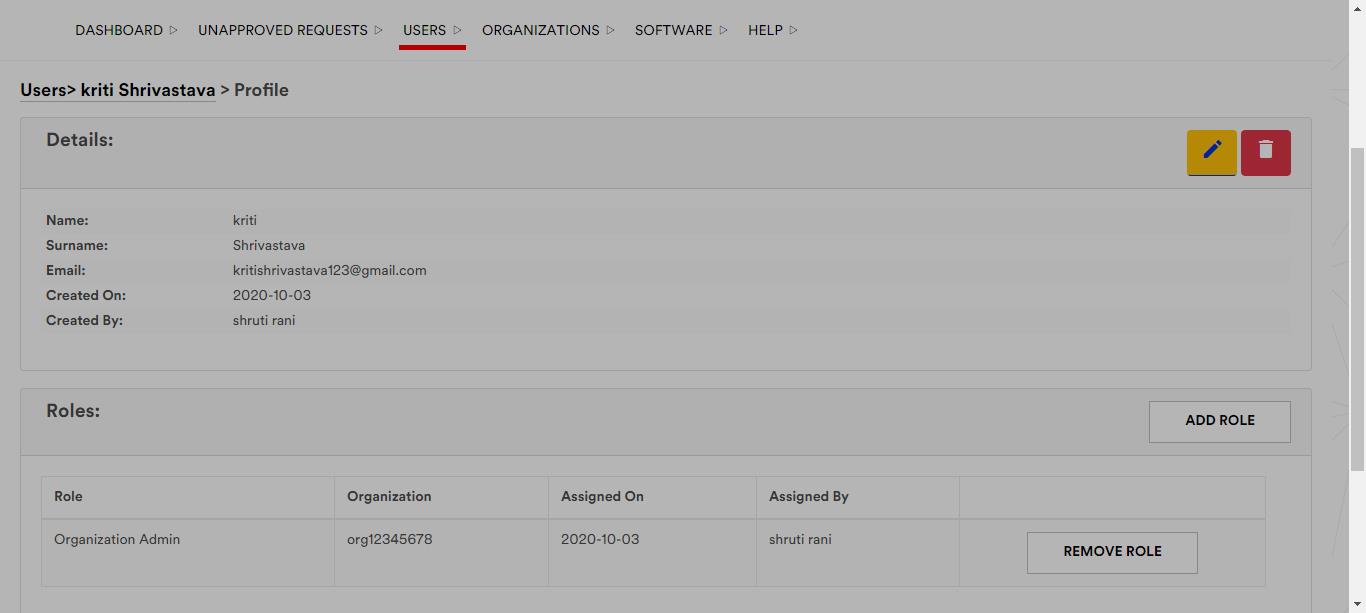 DASHBOARD ▷ UNAPPROVED REQUESTS ▷ USERS ▷ ORGANIZATIONS ▷ SOFTWARE ▷ HELP ▷
Users> kriti Shrivastava > Profile
Details:
Name: kriti
Surname: Shrivastava
Email: kritishrivastava123@gmail.com
Created On: 2020-10-03
Created By: shruti rani
Roles:
ADD ROLE
Role Organization Assigned On Assigned By
Organization Admin org12345678 2020-10-03 shruti rani
REMOVE ROLE